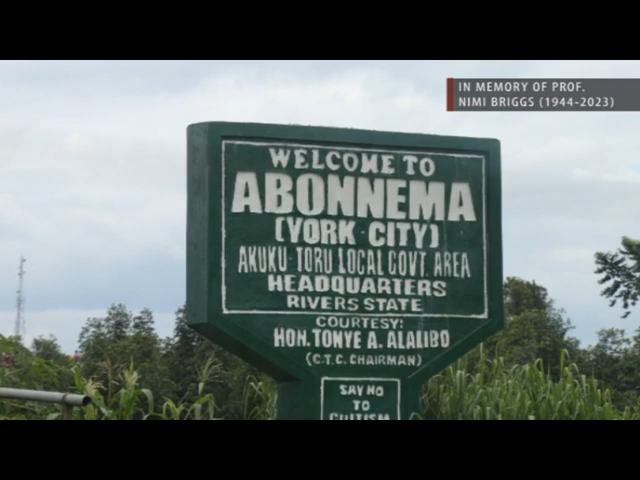 IN MEMORY OF PROF.
NIMI BRIGGS (1944-2023)
WELCOME TO
ABONNEMA
(YORK CITY)
AKUKU-TORU LOCAL GOVT. AREA
HEADQUARTERS
RIVERS STATE
COURTESY:
HON. TONYE A. ALALIBO
(C.T.C. CHAIRMAN)
SAY NO
TO
CULTISM